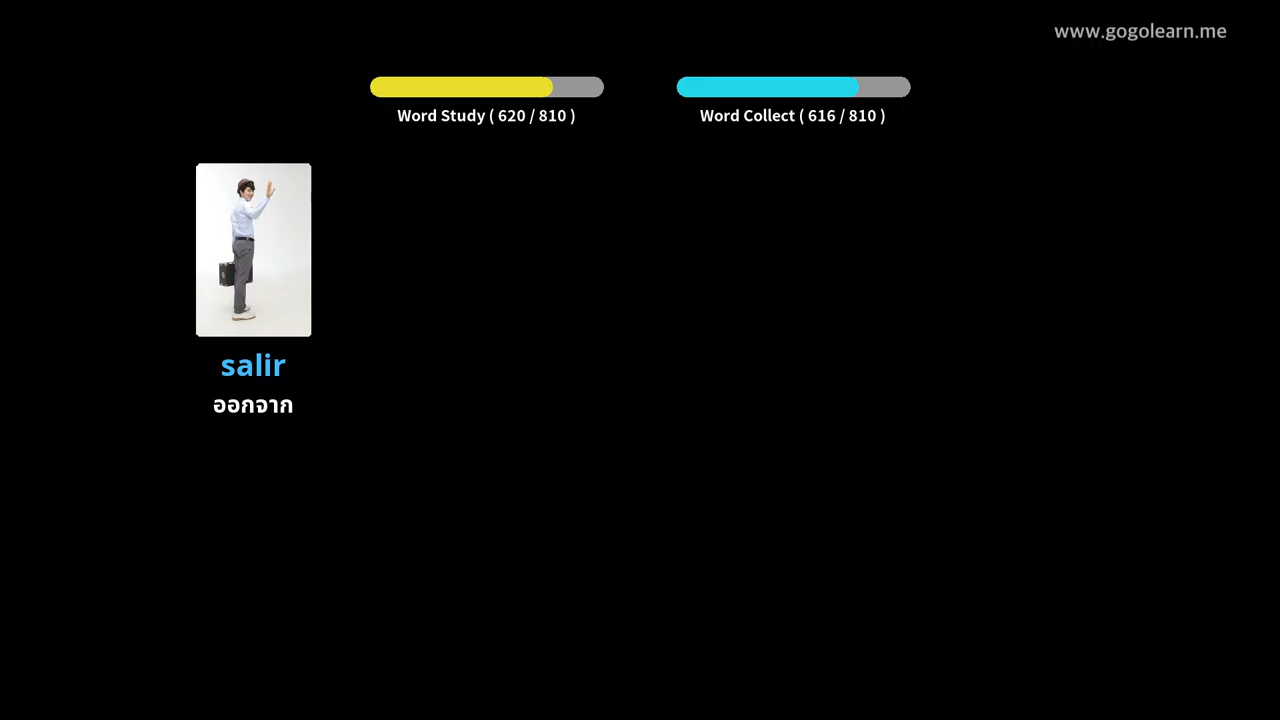 www.gogolearn.me
Word Study ( 620 / 810 )
Word Collect ( 616 / 810 )
salir
ออกจาก